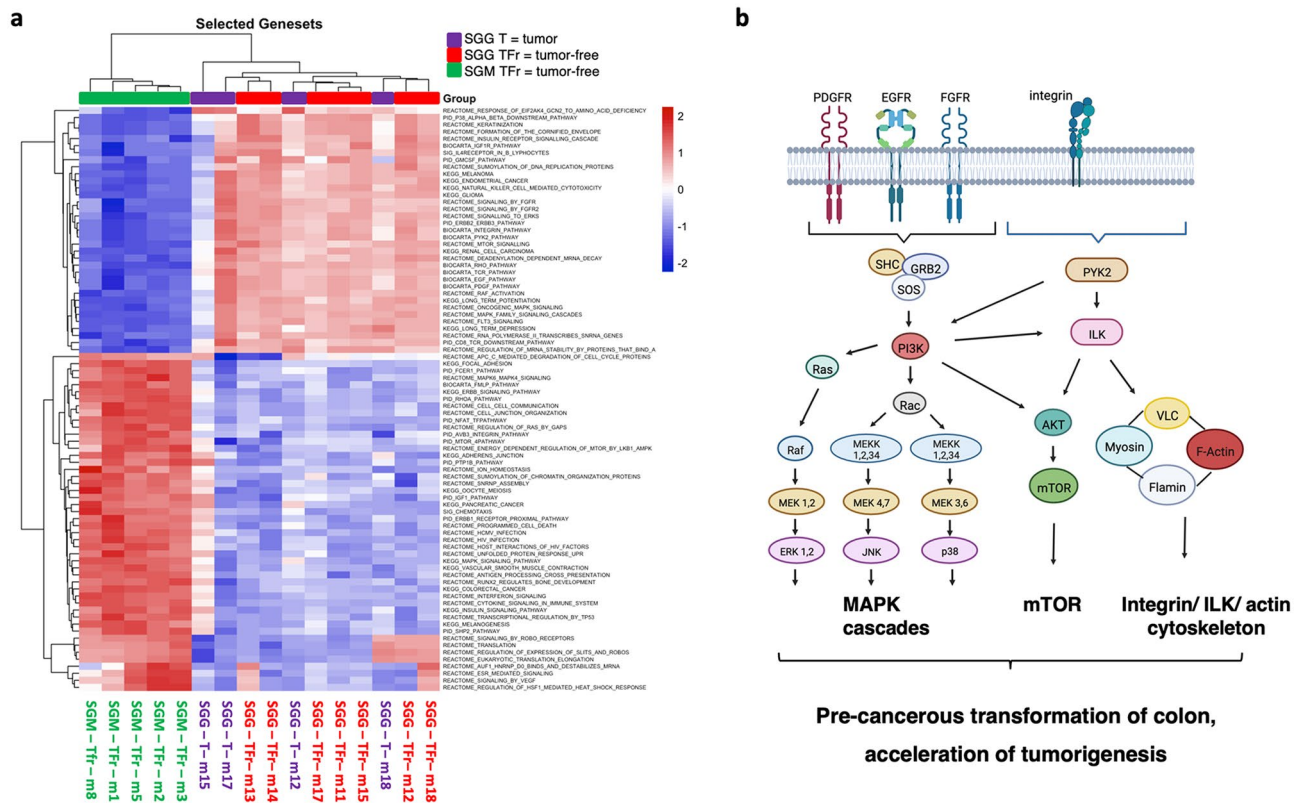 a
Selected Genesets
SGG T = tumor
SGG TFr = tumor-free
SGM TFr = tumor-free
Group
2
1
0
-1
-2
REACTOME_RESPONSE_OF_EIF2AK4_GCN2_TO_AMINO_ACID_DEFICIENCY
PID_P38_ALPHA_BETA_DOWNSTREAM_PATHWAY
REACTOME_KERATINIZATION
REACTOME_FORMATION_OF_THE_CORNIFIED_ENVELOPE
REACTOME_INSULIN_RECEPTOR_SIGNALLING_CASCADE
BIOCARTA_IGF1R_PATHWAY
SIG_IL4RECEPTOR_IN_B_LYPHOCYTES
PID_GMCSF_PATHWAY
REACTOME_SUMOYLATION_OF_DNA_REPLICATION_PROTEINS
KEGG_MELANOMA
KEGG_ENDOMETRIAL_CANCER
KEGG_NATURAL_KILLER_CELL_MEDIATED_CYTOTOXICITY
KEGG_GLIOMA
REACTOME_SIGNALING_BY_FGFR
REACTOME_SIGNALING_BY_FGFR2
REACTOME_SIGNALLING_TO_ERKS
PID_ERBB2_ERBB3_PATHWAY
BIOCARTA_INTEGRIN_PATHWAY
BIOCARTA_PYK2_PATHWAY
REACTOME_MTOR_SIGNALLING
KEGG_RENAL_CELL_CARCINOMA
REACTOME_DEADENYLATION_DEPENDENT_MRNA_DECAY
BIOCARTA_RHO_PATHWAY
BIOCARTA_TCR_PATHWAY
BIOCARTA_EGF_PATHWAY
BIOCARTA_PDGF_PATHWAY
REACTOME_RAF_ACTIVATION
KEGG_LONG_TERM_POTENTIATION
REACTOME_ONCOGENIC_MAPK_SIGNALING
REACTOME_MAPK_FAMILY_SIGNALING_CASCADES
REACTOME_FLT3_SIGNALING
KEGG_LONG_TERM_DEPRESSION
REACTOME_RNA_POLYMERASE_II_TRANSCRIBES_SNRNA_GENES
PID_CD8_TCR_DOWNSTREAM_PATHWAY
REACTOME_REGULATION_OF_MRNA_STABILITY_BY_PROTEINS_THAT_BIND_A
REACTOME_APC_C_MEDIATED_DEGRADATION_OF_CELL_CYCLE_PROTEINS
KEGG_FOCAL_ADHESION
PID_FCER1_PATHWAY
REACTOME_MAPK6_MAPK4_SIGNALING
BIOCARTA_FMLP_PATHWAY
KEGG_ERBB_SIGNALING_PATHWAY
PID_RHOA_PATHWAY
REACTOME_CELL_CELL_COMMUNICATION
REACTOME_CELL_JUNCTION_ORGANIZATION
PID_NFAT_TFPATHWAY
REACTOME_REGULATION_OF_RAS_BY_GAPS
PID_AVB3_INTEGRIN_PATHWAY
PID_MTOR_4PATHWAY
REACTOME_ENERGY_DEPENDENT_REGULATION_OF_MTOR_BY_LKB1_AMPK
KEGG_ADHERENS_JUNCTION
PID_PTP1B_PATHWAY
REACTOME_ION_HOMEOSTASIS
REACTOME_SUMOYLATION_OF_CHROMATIN_ORGANIZATION_PROTEINS
REACTOME_SNRNP_ASSEMBLY
KEGG_OOCYTE_MEIOSIS
PID_IGF1_PATHWAY
KEGG_PANCREATIC_CANCER
SIG_CHEMOTAXIS
PID_ERBB1_RECEPTOR_PROXIMAL_PATHWAY
REACTOME_PROGRAMMED_CELL_DEATH
REACTOME_HCMV_INFECTION
REACTOME_HIV_INFECTION
REACTOME_HOST_INTERACTIONS_OF_HIV_FACTORS
REACTOME_UNFOLDED_PROTEIN_RESPONSE_UPR
KEGG_MAPK_SIGNALING_PATHWAY
KEGG_VASCULAR_SMOOTH_MUSCLE_CONTRACTION
REACTOME_ANTIGEN_PROCESSING_CROSS_PRESENTATION
REACTOME_RUNX2_REGULATES_BONE_DEVELOPMENT
KEGG_COLORECTAL_CANCER
REACTOME_INTERFERON_SIGNALING
REACTOME_CYTOKINE_SIGNALING_IN_IMMUNE_SYSTEM
KEGG_INSULIN_SIGNALING_PATHWAY
REACTOME_TRANSCRIPTIONAL_REGULATION_BY_TP53
KEGG_MELANOGENESIS
PID_SHP2_PATHWAY
REACTOME_SIGNALING_BY_ROBO_RECEPTORS
REACTOME_TRANSLATION
REACTOME_REGULATION_OF_EXPRESSION_OF_SLITS_AND_ROBOS
REACTOME_EUKARYOTIC_TRANSLATION_ELONGATION
REACTOME_AUF1_HNRNP_D0_BINDS_AND_DESTABILIZES_MRNA
REACTOME_ESR_MEDIATED_SIGNALING
REACTOME_SIGNALING_BY_VEGF
REACTOME_REGULATION_OF_HSF1_MEDIATED_HEAT_SHOCK_RESPONSE
SGM – Tfr – m8
SGM – TFr – m1
SGM – TFr – m5
SGM – TFr – m2
SGM – TFr – m3
SGG – T – m15
SGG – T – m17
SGG – TFr – m13
SGG – TFr – m14
SGG – T – m12
SGG – TFr – m17
SGG – TFr – m11
SGG – TFr – m15
SGG – T – m18
SGG – TFr – m12
SGG – TFr – m18
b
PDGFR
EGFR
FGFR
integrin
SHC
GRB2
SOS
PYK2
PI3K
ILK
Ras
Rac
AKT
VLC
Myosin
F-Actin
Flamin
Raf
MEKK
1,2,34
MEKK
1,2,34
mTOR
MEK 1,2
MEK 4,7
MEK 3,6
ERK 1,2
JNK
p38
MAPK
cascades
mTOR
Integrin/ ILK/ actin
cytoskeleton
Pre-cancerous transformation of colon,
acceleration of tumorigenesis